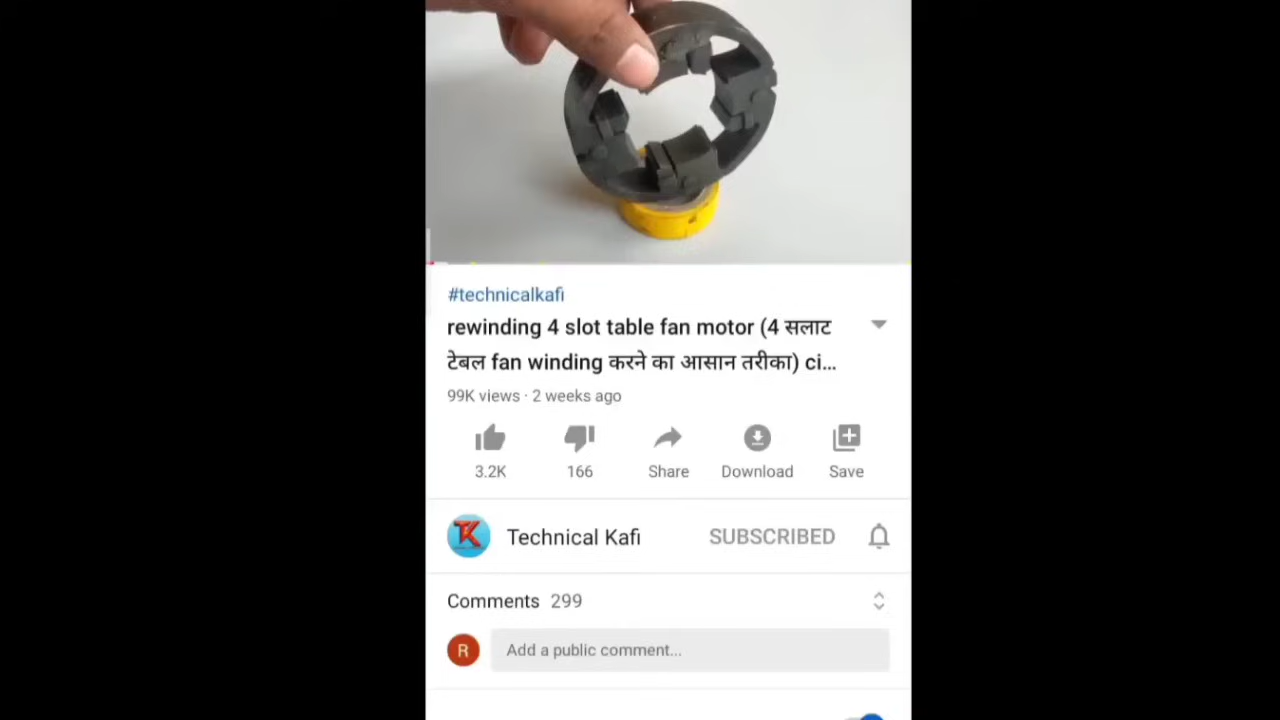 #technicalkafi
rewinding 4 slot table fan motor (4 सलाट
टेबल fan winding करने का आसान तरीका) ci...
99K views · 2 weeks ago
3.2K 166 Share Download Save
TK Technical Kafi SUBSCRIBED
Comments 299
R Add a public comment...